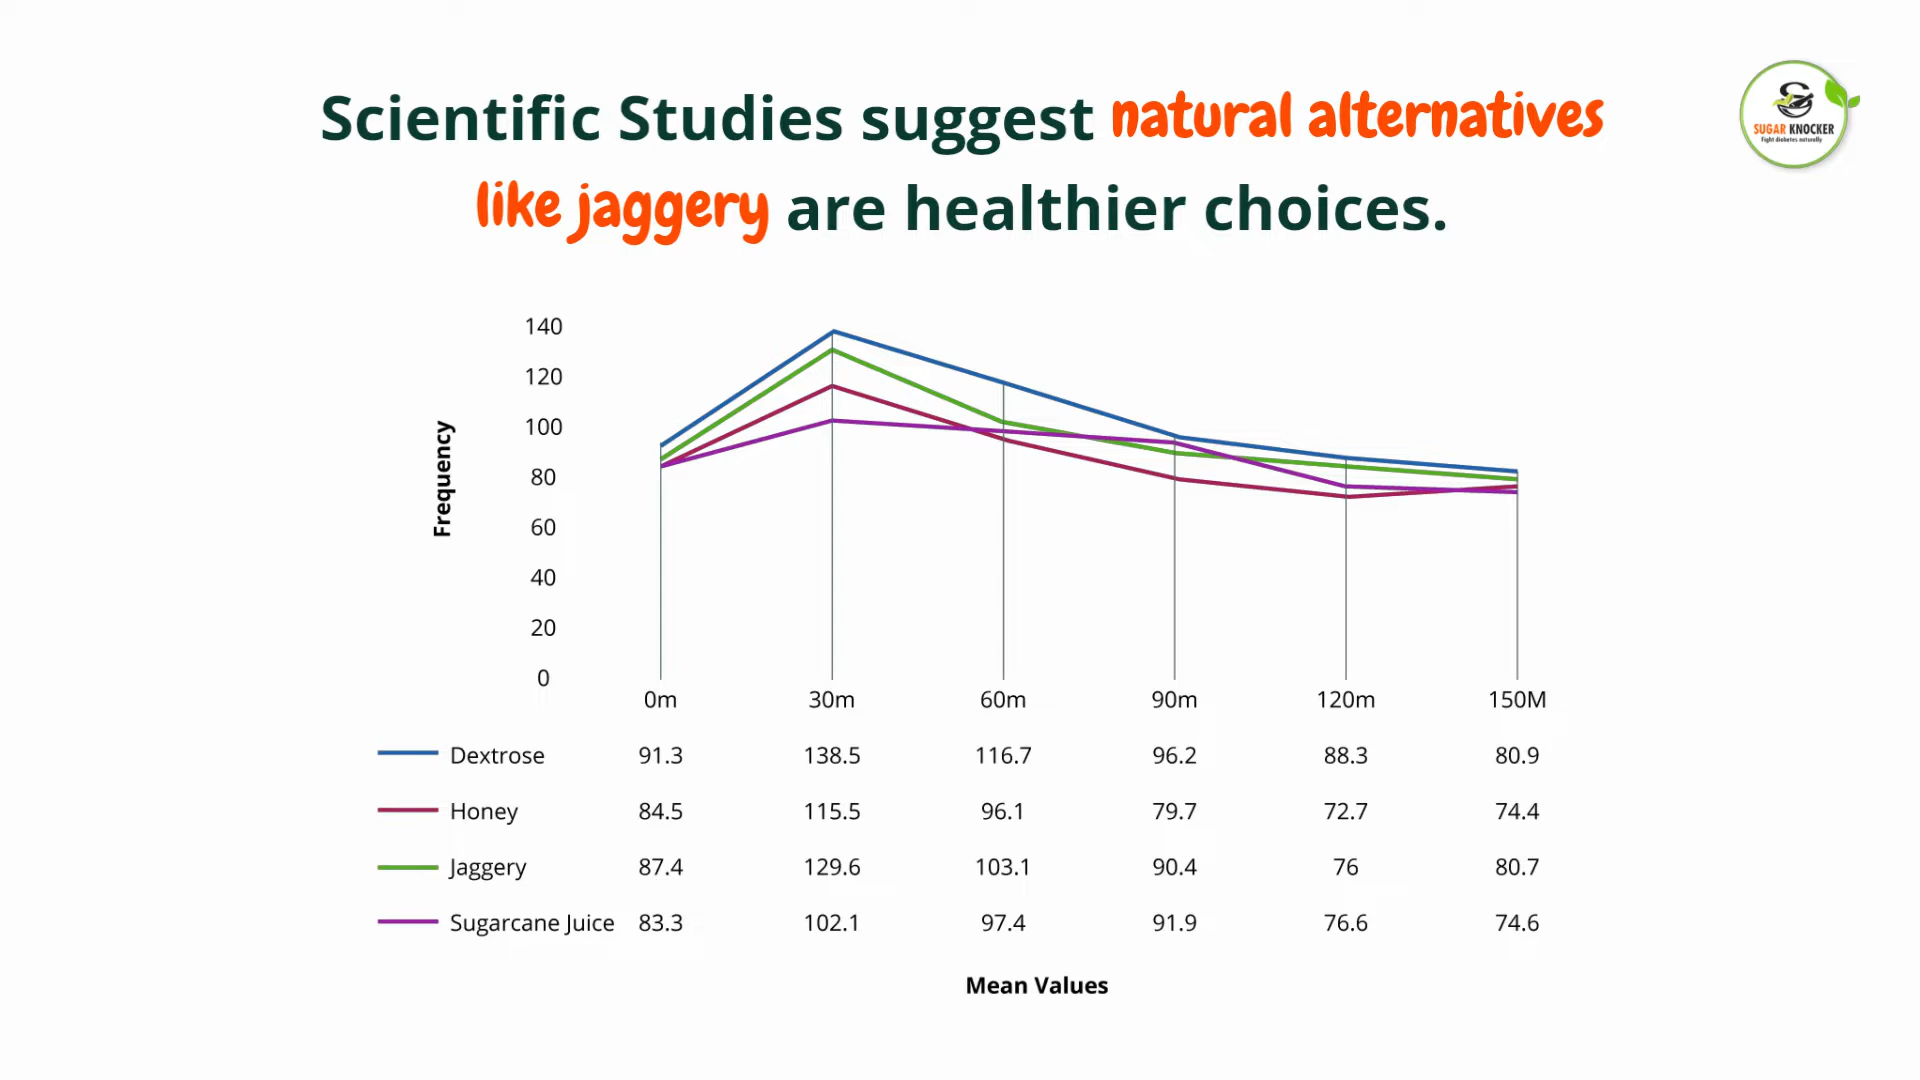 Scientific Studies suggest natural alternatives
like jaggery are healthier choices.
SUGAR KNOCKER
Fight diabetes naturally
Frequency
140
120
100
80
60
40
20
0
0m 30m 60m 90m 120m 150M
Dextrose 91.3 138.5 116.7 96.2 88.3 80.9
Honey 84.5 115.5 96.1 79.7 72.7 74.4
Jaggery 87.4 129.6 103.1 90.4 76 80.7
Sugarcane Juice 83.3 102.1 97.4 91.9 76.6 74.6
Mean Values